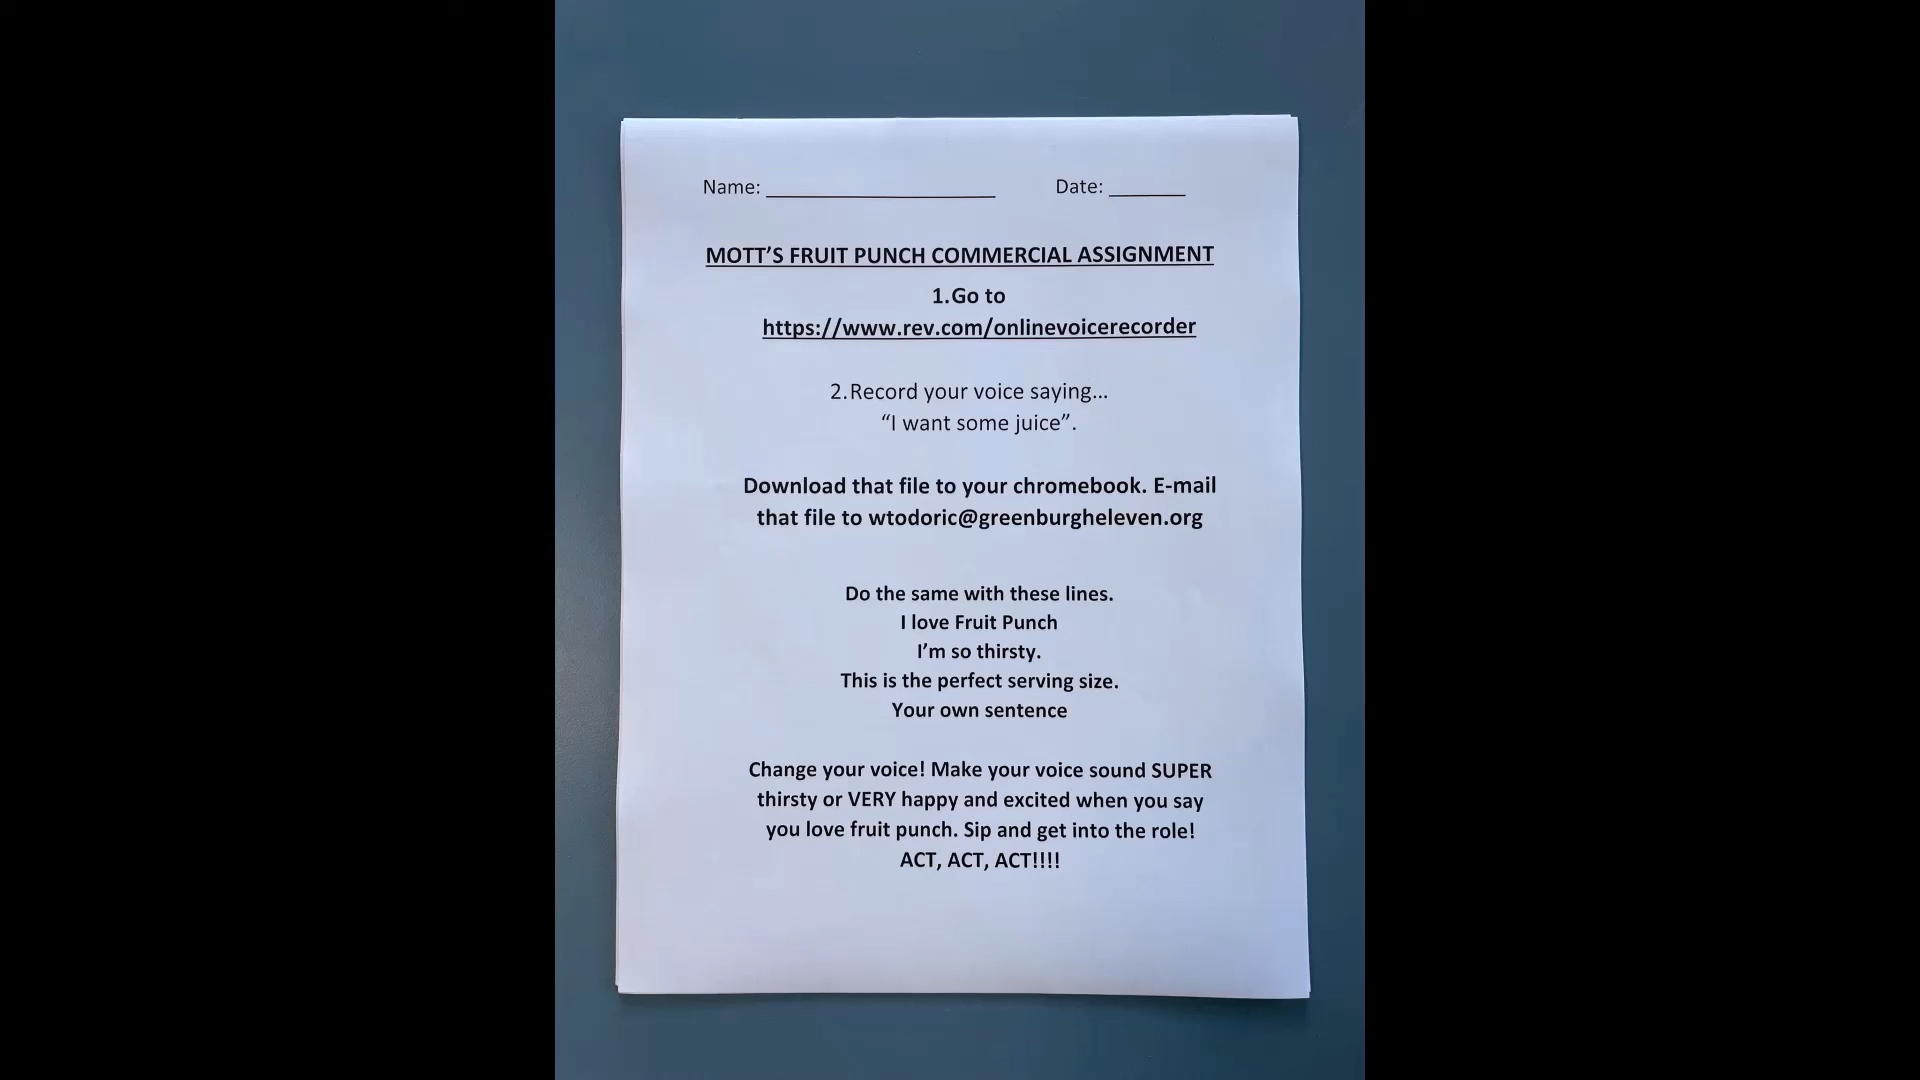 Name: ____________________ Date: _______
MOTT’S FRUIT PUNCH COMMERCIAL ASSIGNMENT
1.Go to
https://www.rev.com/onlinevoicerecorder
2.Record your voice saying...
“I want some juice”.
Download that file to your chromebook. E-mail
that file to wtodoric@greenburgheleven.org
Do the same with these lines.
I love Fruit Punch
I’m so thirsty.
This is the perfect serving size.
Your own sentence
Change your voice! Make your voice sound SUPER
thirsty or VERY happy and excited when you say
you love fruit punch. Sip and get into the role!
ACT, ACT, ACT!!!!